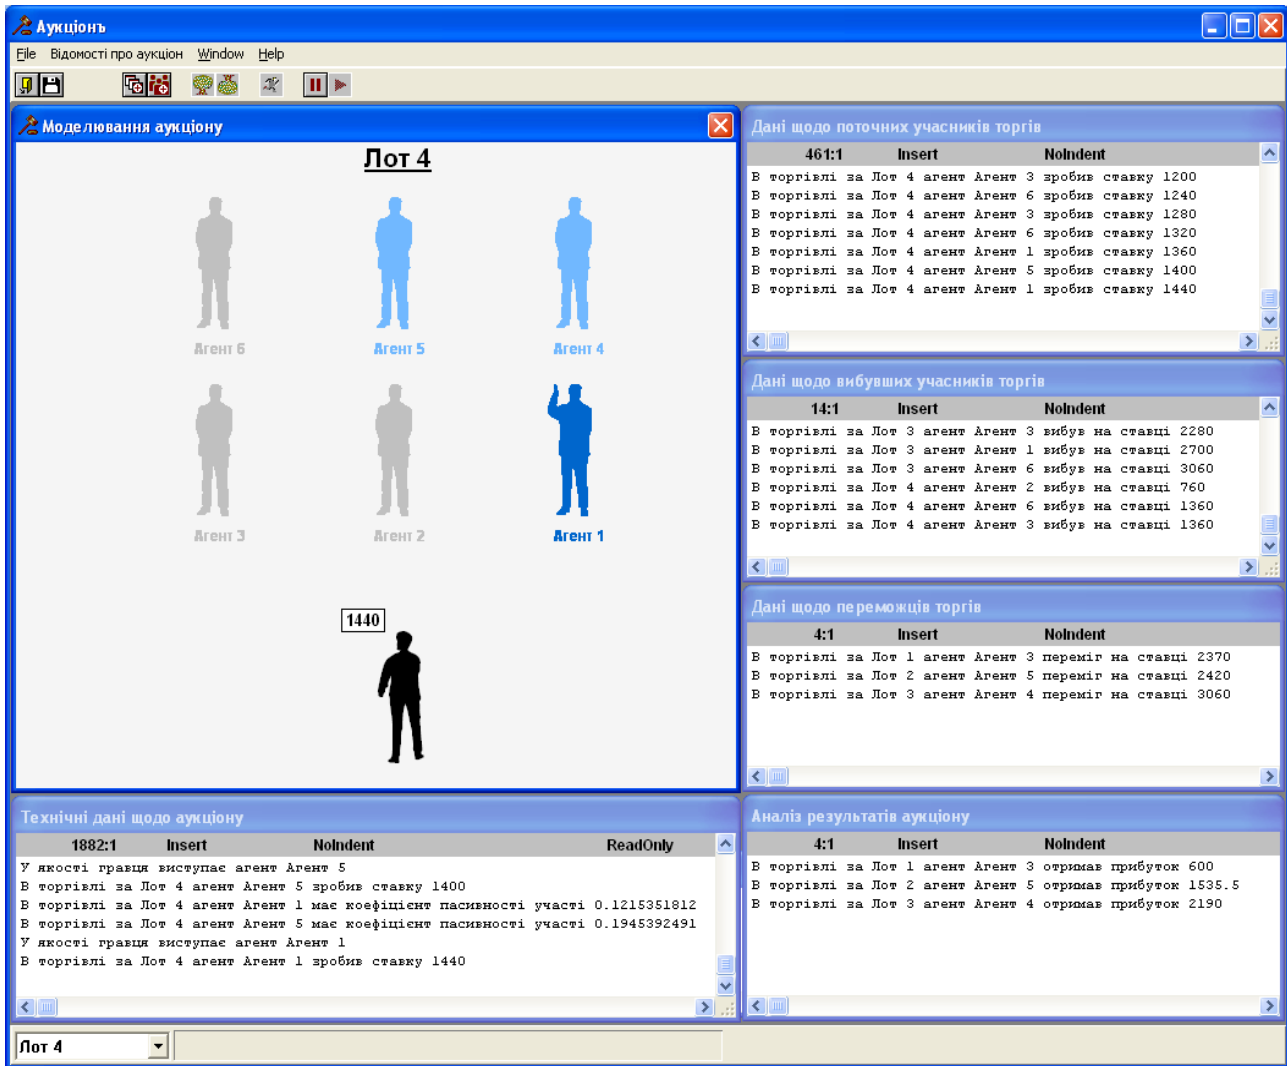 Аукціонъ
File Відомості про аукціон Window Help
Моделювання аукціону
Лот 4
Агент 6 Агент 5 Агент 4
Агент 3 Агент 2 Агент 1
1440
Дані щодо поточних учасників торгів
461:1 Insert NoIndent
В торгівлі за Лот 4 агент Агент 3 зробив ставку 1200
В торгівлі за Лот 4 агент Агент 6 зробив ставку 1240
В торгівлі за Лот 4 агент Агент 3 зробив ставку 1280
В торгівлі за Лот 4 агент Агент 6 зробив ставку 1320
В торгівлі за Лот 4 агент Агент 1 зробив ставку 1360
В торгівлі за Лот 4 агент Агент 5 зробив ставку 1400
В торгівлі за Лот 4 агент Агент 1 зробив ставку 1440
Дані щодо вибувших учасників торгів
14:1 Insert NoIndent
В торгівлі за Лот 3 агент Агент 3 вибув на ставці 2280
В торгівлі за Лот 3 агент Агент 1 вибув на ставці 2700
В торгівлі за Лот 3 агент Агент 6 вибув на ставці 3060
В торгівлі за Лот 4 агент Агент 2 вибув на ставці 760
В торгівлі за Лот 4 агент Агент 6 вибув на ставці 1360
В торгівлі за Лот 4 агент Агент 3 вибув на ставці 1360
Дані щодо переможців торгів
4:1 Insert NoIndent
В торгівлі за Лот 1 агент Агент 3 переміг на ставці 2370
В торгівлі за Лот 2 агент Агент 5 переміг на ставці 2420
В торгівлі за Лот 3 агент Агент 4 переміг на ставці 3060
Технічні дані щодо аукціону
1882:1 Insert NoIndent ReadOnly
У якості гравця виступає агент Агент 5
В торгівлі за Лот 4 агент Агент 5 зробив ставку 1400
В торгівлі за Лот 4 агент Агент 1 має коефіцієнт пасивності участі 0.1215351812
В торгівлі за Лот 4 агент Агент 5 має коефіцієнт пасивності участі 0.1945392491
У якості гравця виступає агент Агент 1
В торгівлі за Лот 4 агент Агент 1 зробив ставку 1440
Аналіз результатів аукціону
4:1 Insert NoIndent
В торгівлі за Лот 1 агент Агент 3 отримав прибуток 600
В торгівлі за Лот 2 агент Агент 5 отримав прибуток 1535.5
В торгівлі за Лот 3 агент Агент 4 отримав прибуток 2190
Лот 4